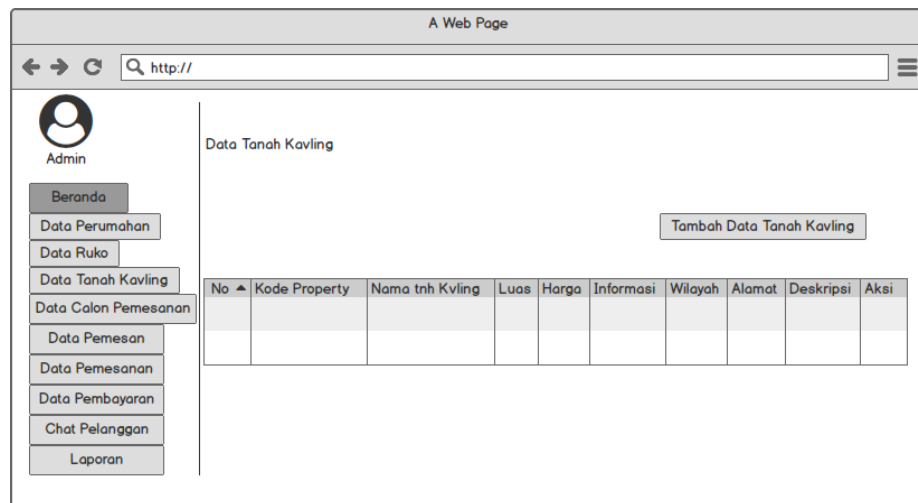 A Web Page
http://
Admin
Data Tanah Kavling
Beranda
Data Perumahan
Tambah Data Tanah Kavling
Data Ruko
Data Tanah Kavling
No Kode Property Nama tnh Kvling Luas Harga Informasi Wilayah Alamat Deskripsi Aksi
Data Calon Pemesanan
Data Pemesan
Data Pemesanan
Data Pembayaran
Chat Pelanggan
Laporan